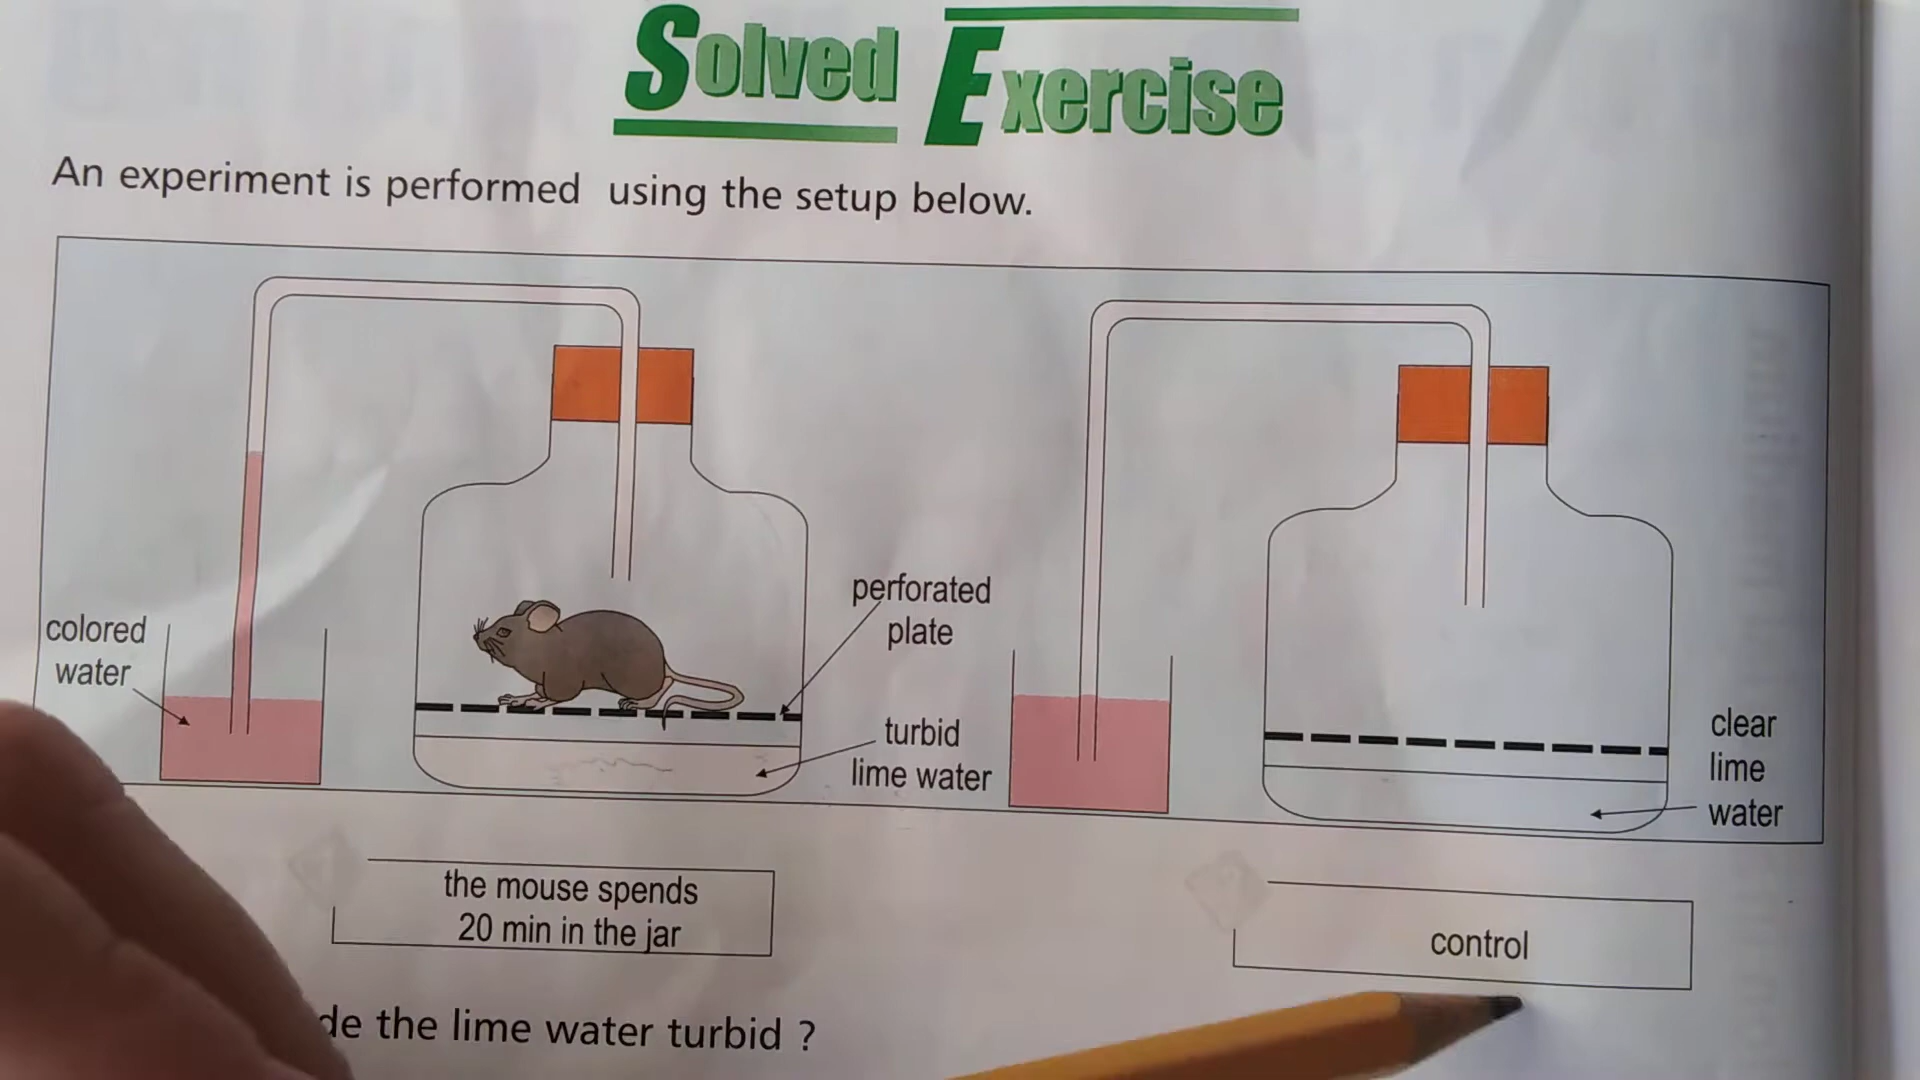 Solved Exercise
An experiment is performed using the setup below.
colored
water
perforated
plate
turbid
lime water
clear
lime
water
the mouse spends
20 min in the jar
control
the lime water turbid ?